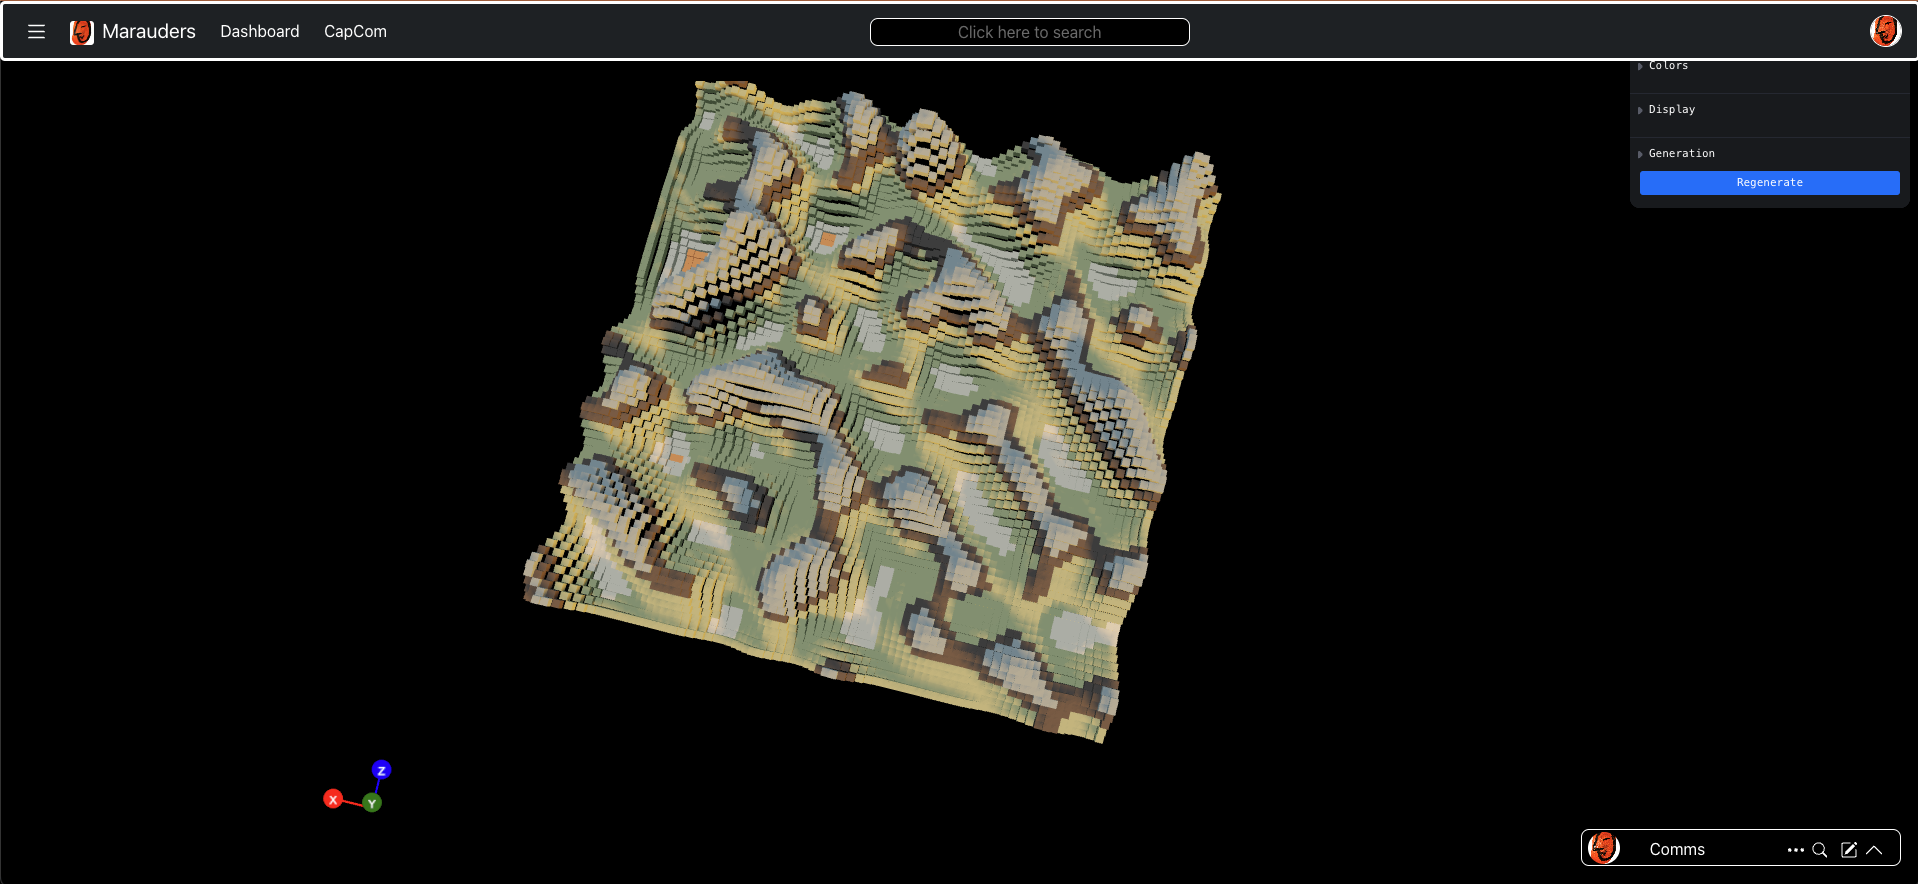 Marauders Dashboard CapCom Click here to search
Colors
Display
Generation
Regenerate
Z
X
Y
Comms